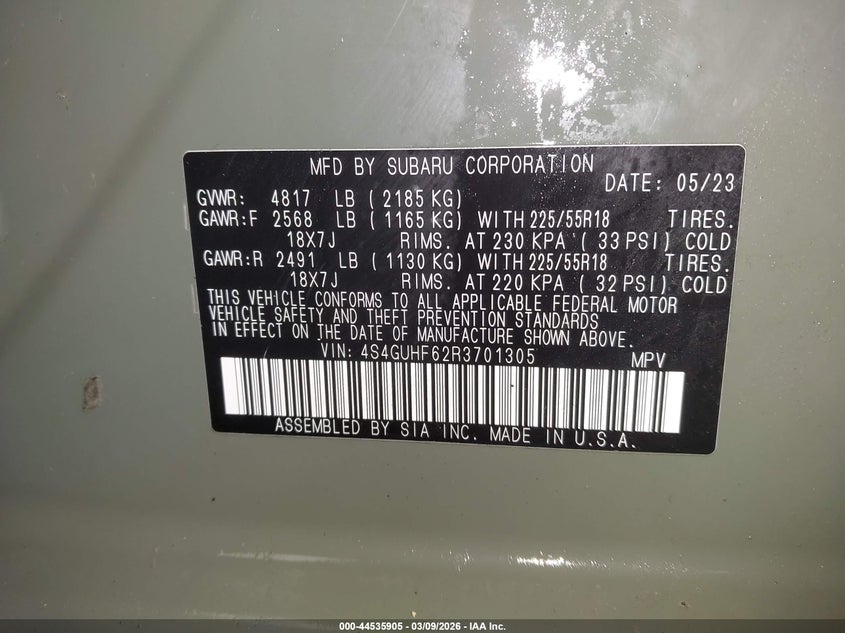 MFD BY SUBARU CORPORATION
DATE: 05/23
GVWR: 4817 LB (2185 KG)
GAWR:F 2568 LB (1165 KG) WITH 225/55R18 TIRES.
18X7J RIMS. AT 230 KPA (33 PSI) COLD
GAWR:R 2491 LB (1130 KG) WITH 225/55R18 TIRES.
18X7J RIMS. AT 220 KPA (32 PSI) COLD
THIS VEHICLE CONFORMS TO ALL APPLICABLE FEDERAL MOTOR
VEHICLE SAFETY AND THEFT PREVENTION STANDARDS
IN EFFECT ON THE DATE OF MANUFACTURE SHOWN ABOVE.
VIN: 4S4GUHF62R3701305 MPV
ASSEMBLED BY SIA INC. MADE IN U.S.A.
000-44535905 - 03/09/2026 - IAA Inc.